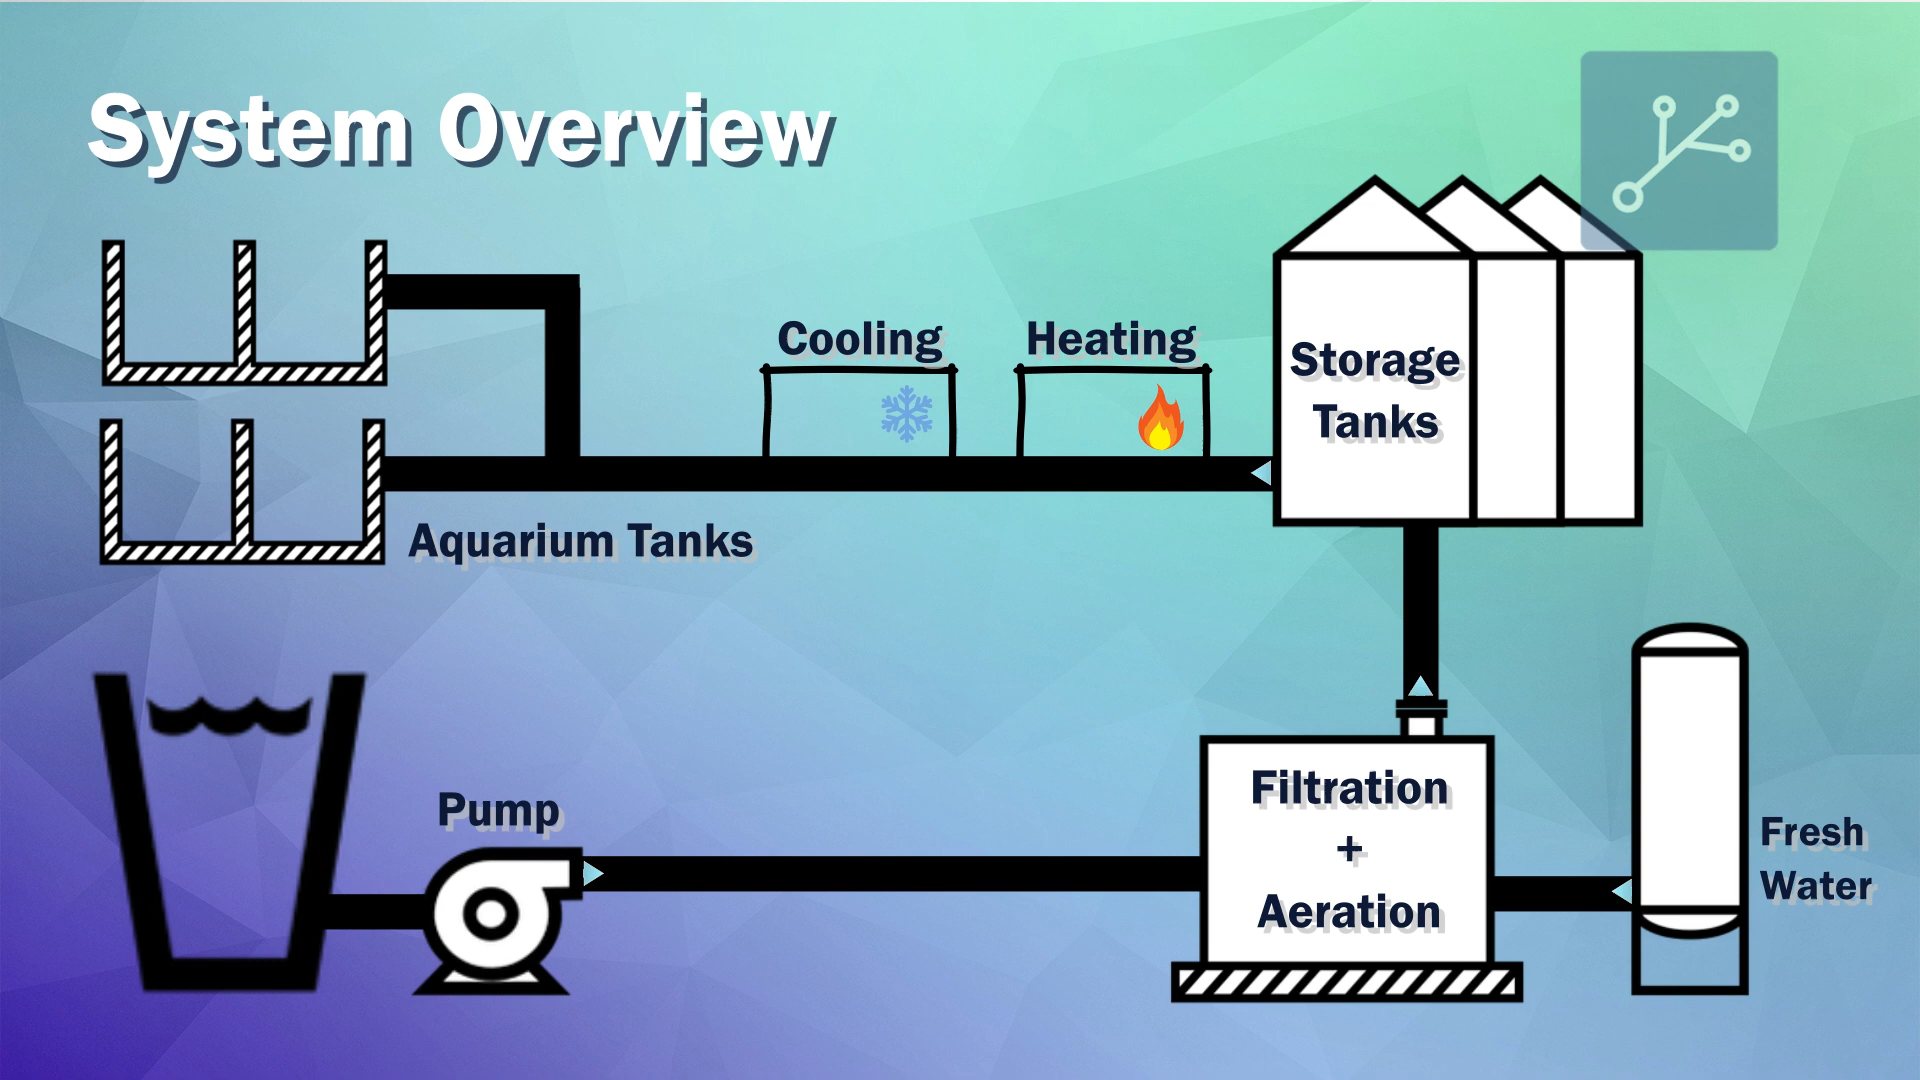 System Overview
Cooling
Heating
Storage
Tanks
Aquarium Tanks
Pump
Filtration
+
Aeration
Fresh
Water